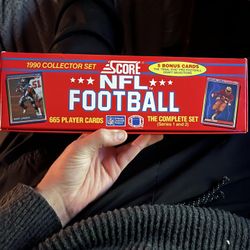 1990 COLLECTOR SET
SCORE
5 BONUS CARDS
NFL
FOOTBALL
665 PLAYER CARDS
THE COMPLETE SET
(Series 1 and 2)